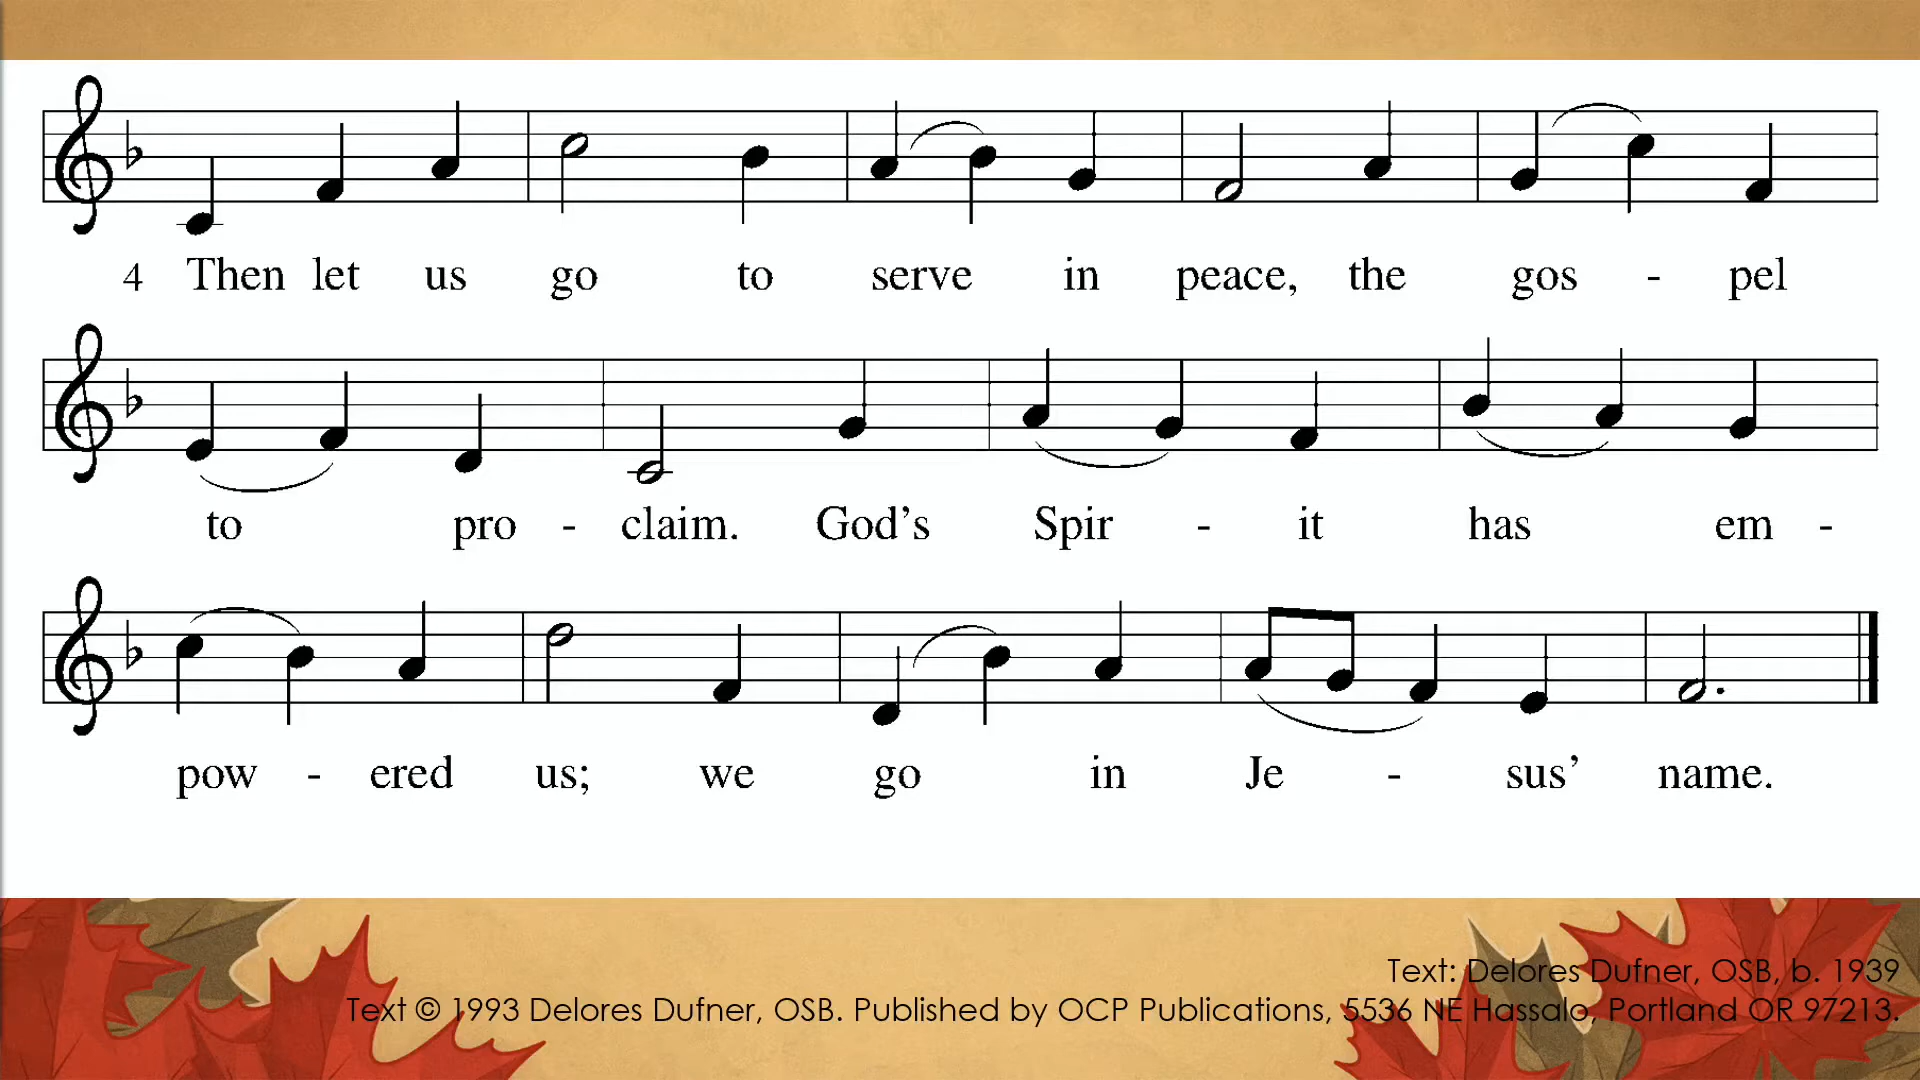 4 Then let us go to serve in peace, the gos - pel
to pro - claim. God’s Spir - it has em -
pow - ered us; we go in Je - sus’ name.
Text: Delores Dufner, OSB, b. 1939
Text © 1993 Delores Dufner, OSB. Published by OCP Publications, 5536 NE Hassalo, Portland OR 97213.